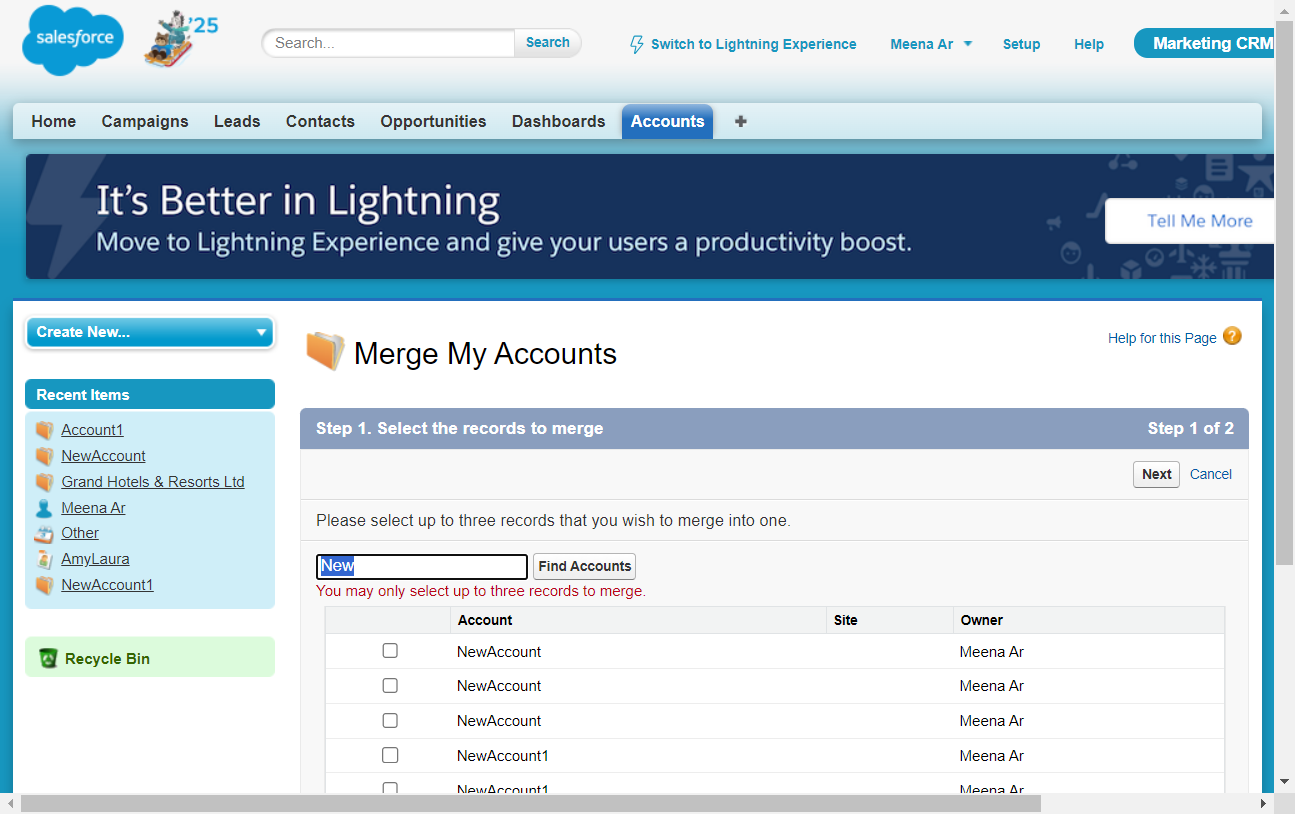 salesforce
'25
Search...
Search
Switch to Lightning Experience
Meena Ar
Setup
Help
Marketing CRM
Home
Campaigns
Leads
Contacts
Opportunities
Dashboards
Accounts
It's Better in Lightning
Move to Lightning Experience and give your users a productivity boost.
Tell Me More
Create New...
Recent Items
Account1
NewAccount
Grand Hotels & Resorts Ltd
Meena Ar
Other
AmyLaura
NewAccount1
Recycle Bin
Merge My Accounts
Help for this Page ?
Step 1. Select the records to merge
Step 1 of 2
Next
Cancel
Please select up to three records that you wish to merge into one.
New
Find Accounts
You may only select up to three records to merge.
Account Site Owner
NewAccount Meena Ar
NewAccount Meena Ar
NewAccount Meena Ar
NewAccount1 Meena Ar
NewAccount1 Meena Ar